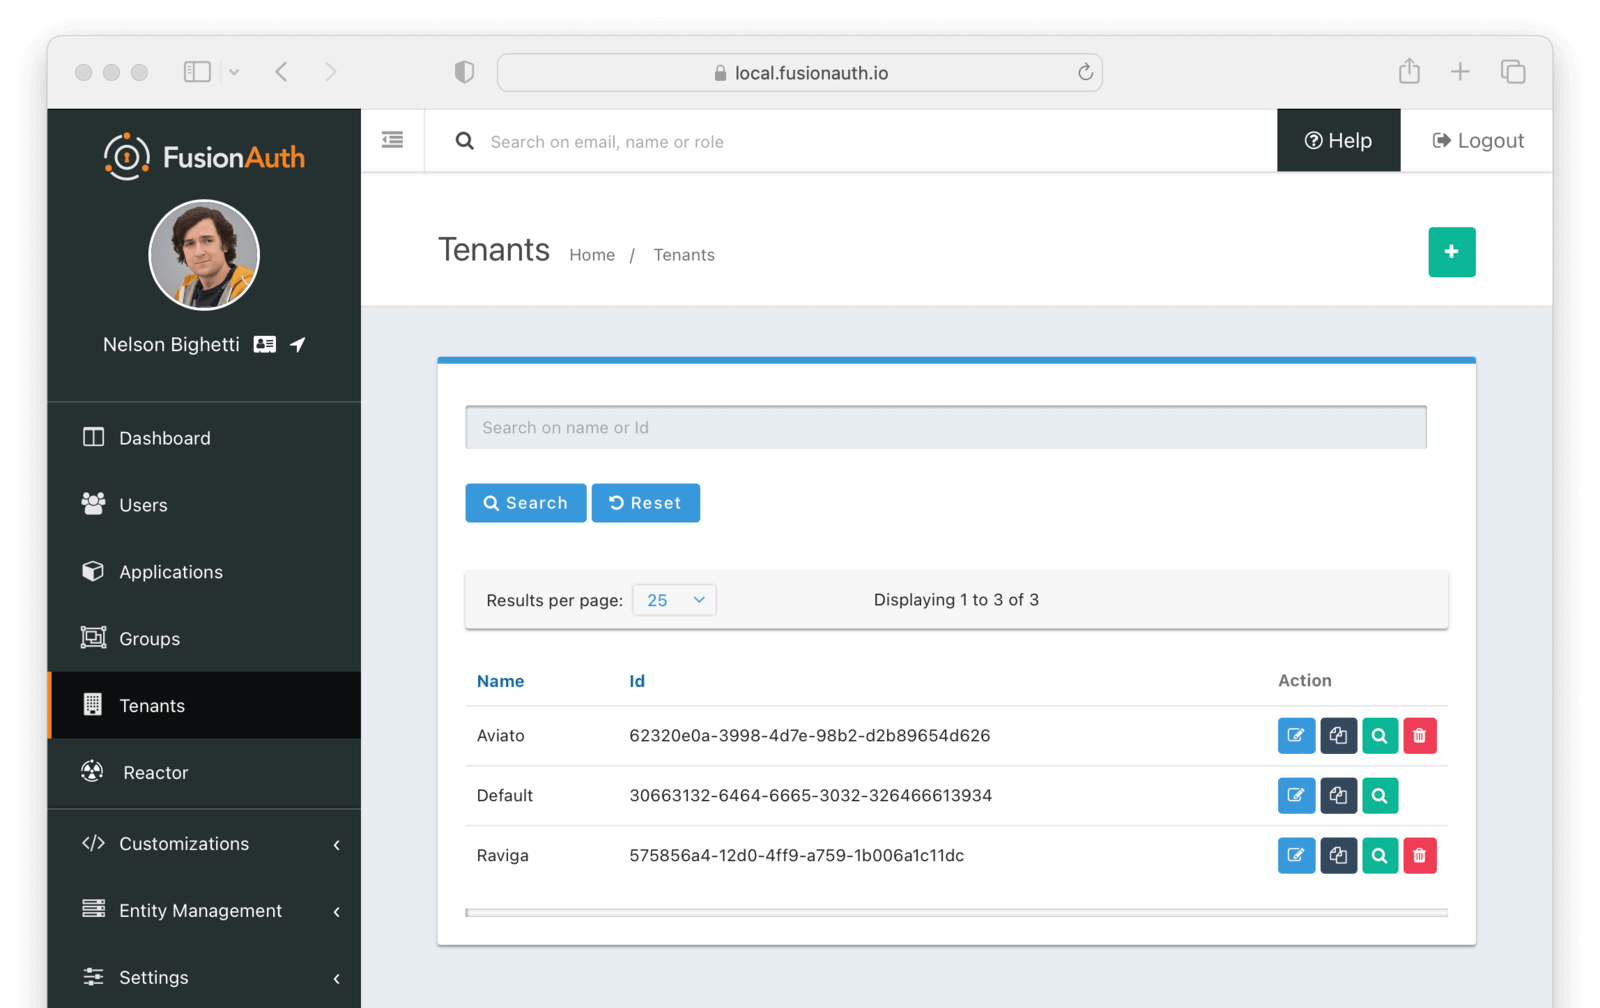 local.fusionauth.io
FusionAuth
Search on email, name or role
Help
Logout
Nelson Bighetti
Dashboard
Users
Applications
Groups
Tenants
Reactor
Customizations
Entity Management
Settings
Tenants
Home / Tenants
Search on name or Id
Search
Reset
Results per page: 25
Displaying 1 to 3 of 3
Name Id Action
Aviato 62320e0a-3998-4d7e-98b2-d2b89654d626
Default 30663132-6464-6665-3032-326466613934
Raviga 575856a4-12d0-4ff9-a759-1b006a1c11dc